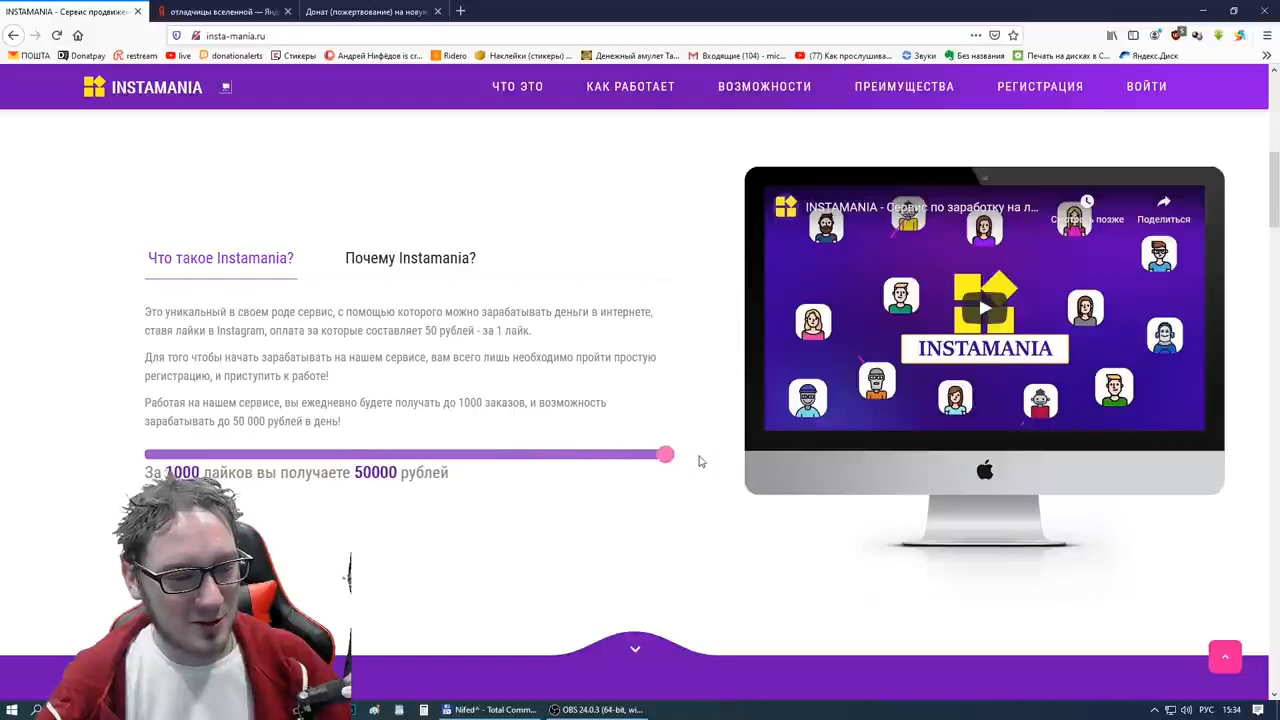 INSTAMANIA - Сервис продвижен
отладчицы вселенной — Янд
Донат (пожертвование) на новую
insta-mania.ru
ПОЧТА
Donatpay
restream
live
donationalerts
Стикеры
Андрей Нифёдов is cr...
Ridero
Наклейки (стикеры) ...
Денежный амулет Та...
Входящие (104) - mic...
(77) Как прослушива...
Звуки
Без названия
Печать на дисках в С...
Яндекс.Диск
INSTAMANIA
ЧТО ЭТО
КАК РАБОТАЕТ
ВОЗМОЖНОСТИ
ПРЕИМУЩЕСТВА
РЕГИСТРАЦИЯ
ВОЙТИ
INSTAMANIA - Сервис по заработку на л...
Смотреть позже
Поделиться
INSTAMANIA
Что такое Instamania?
Почему Instamania?
Это уникальный в своем роде сервис, с помощью которого можно зарабатывать деньги в интернете,
ставя лайки в Instagram, оплата за которые составляет 50 рублей - за 1 лайк.
Для того чтобы начать зарабатывать на нашем сервисе, вам всего лишь необходимо пройти простую
регистрацию, и приступить к работе!
Работая на нашем сервисе, вы ежедневно будете получать до 1000 заказов, и возможность
зарабатывать до 50 000 рублей в день!
За 1000 лайков вы получаете 50000 рублей
Nifed^ - Total Comm...
OBS 24.0.3 (64-bit, wi...
РУС
15:34